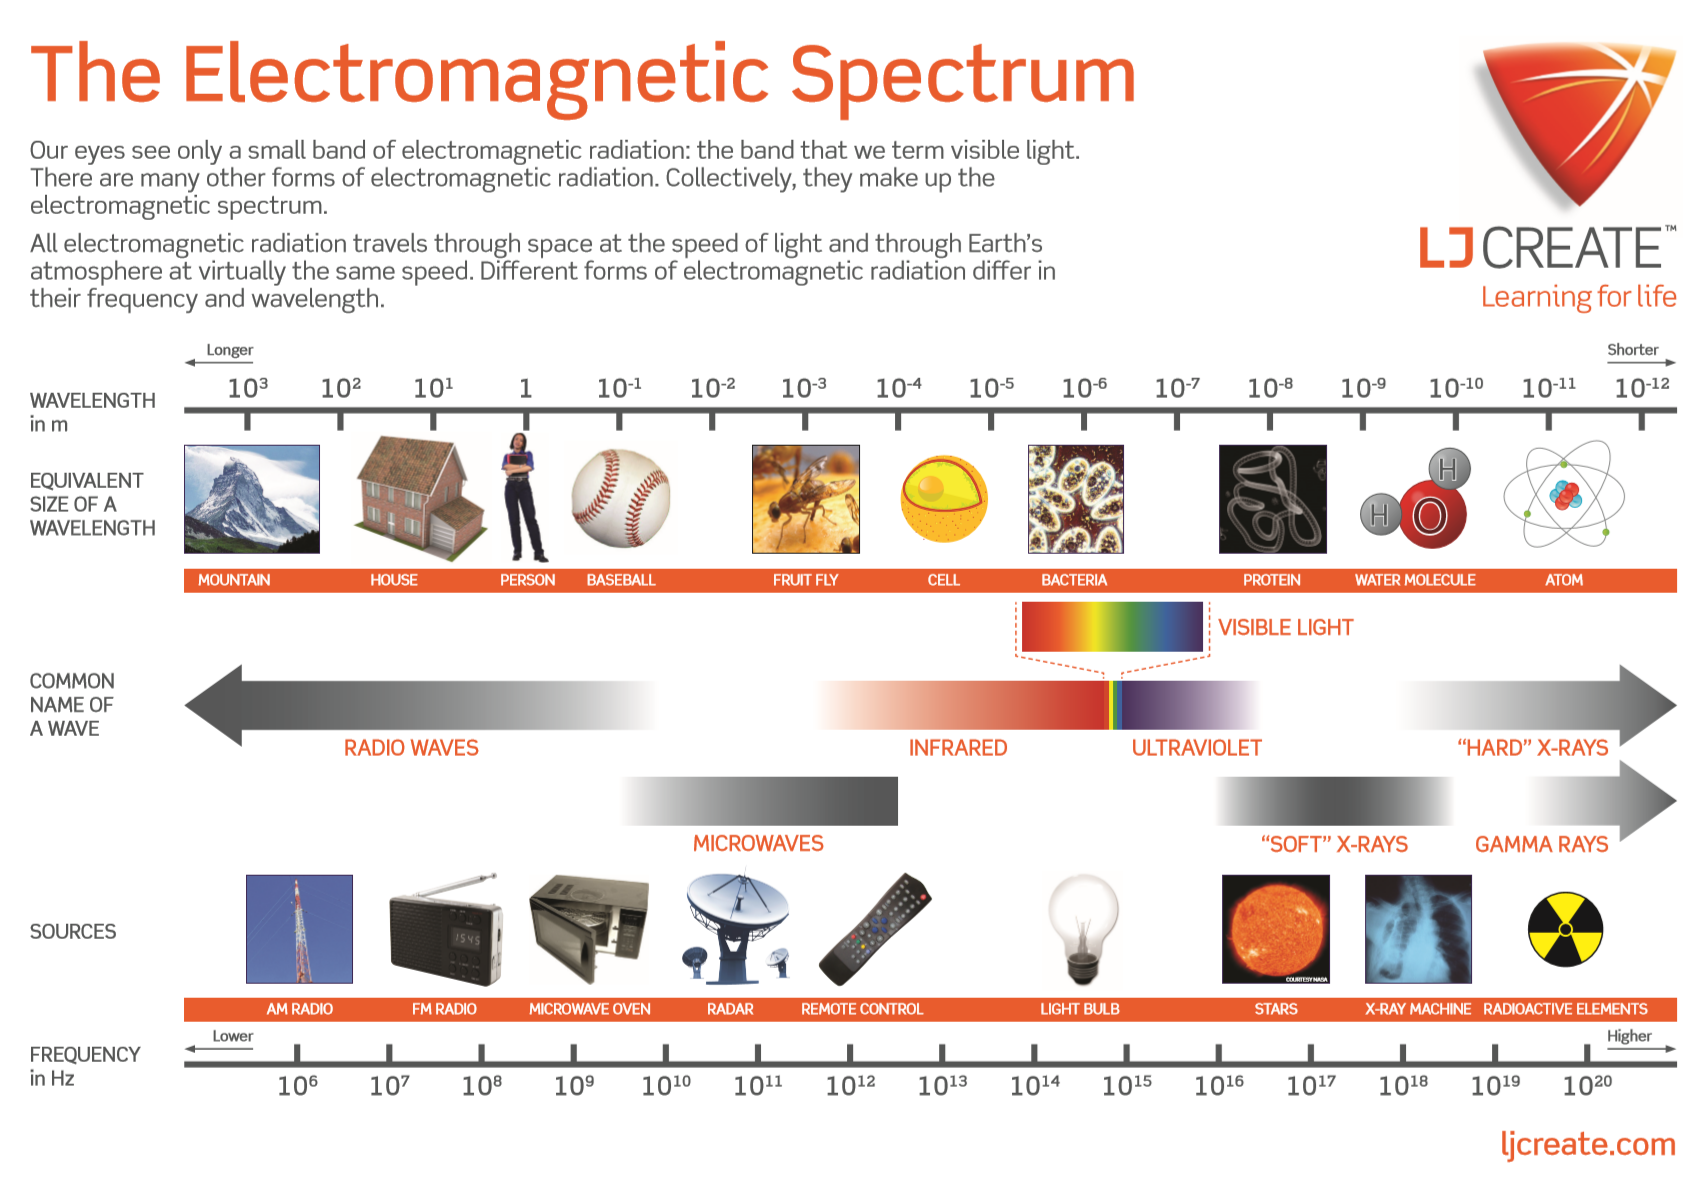 The Electromagnetic Spectrum
Our eyes see only a small band of electromagnetic radiation: the band that we term visible light.
There are many other forms of electromagnetic radiation. Collectively, they make up the
electromagnetic spectrum.
All electromagnetic radiation travels through space at the speed of light and through Earth's
atmosphere at virtually the same speed. Different forms of electromagnetic radiation differ in
their frequency and wavelength.
LJ CREATE™
Learning for life
Longer
Shorter
WAVELENGTH
in m
10³ 10² 10¹ 1 10⁻¹ 10⁻² 10⁻³ 10⁻⁴ 10⁻⁵ 10⁻⁶ 10⁻⁷ 10⁻⁸ 10⁻⁹ 10⁻¹⁰ 10⁻¹¹ 10⁻¹²
EQUIVALENT
SIZE OF A
WAVELENGTH
H
H O
MOUNTAIN HOUSE PERSON BASEBALL FRUIT FLY CELL BACTERIA PROTEIN WATER MOLECULE ATOM
VISIBLE LIGHT
COMMON
NAME OF
A WAVE
RADIO WAVES INFRARED ULTRAVIOLET “HARD” X-RAYS
MICROWAVES “SOFT” X-RAYS GAMMA RAYS
SOURCES
1545
COURTESY NASA
AM RADIO FM RADIO MICROWAVE OVEN RADAR REMOTE CONTROL LIGHT BULB STARS X-RAY MACHINE RADIOACTIVE ELEMENTS
Lower
Higher
FREQUENCY
in Hz
10⁶ 10⁷ 10⁸ 10⁹ 10¹⁰ 10¹¹ 10¹² 10¹³ 10¹⁴ 10¹⁵ 10¹⁶ 10¹⁷ 10¹⁸ 10¹⁹ 10²⁰
ljcreate.com